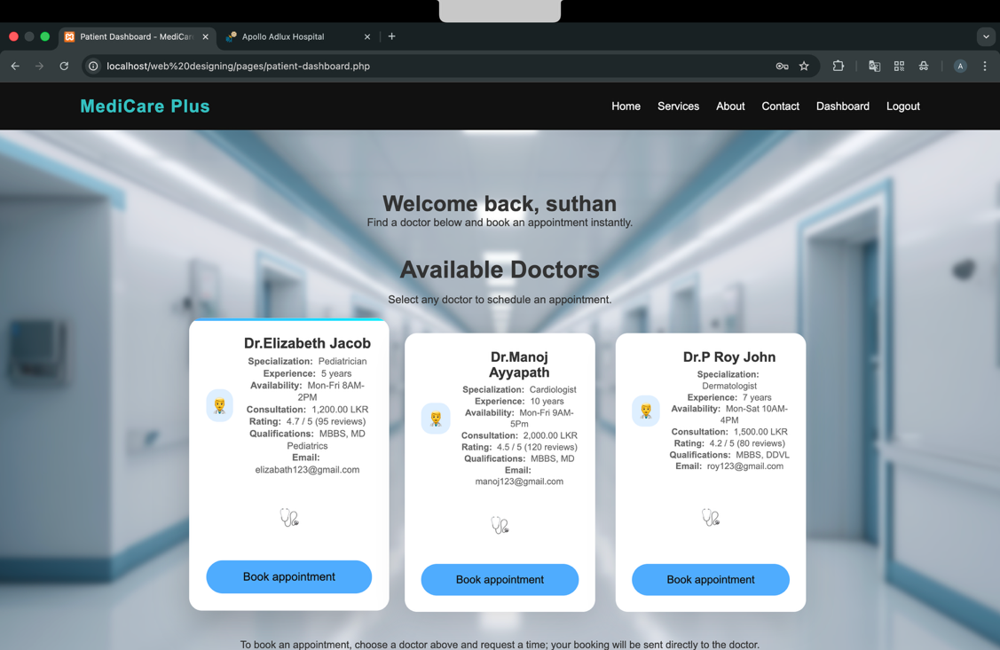 Patient Dashboard - MediCar
Apollo Adlux Hospital
localhost/web%20designing/pages/patient-dashboard.php
A
MediCare Plus
Home Services About Contact Dashboard Logout
Welcome back, suthan
Find a doctor below and book an appointment instantly.
Available Doctors
Select any doctor to schedule an appointment.
Dr.Elizabeth Jacob
Specialization: Pediatrician
Experience: 5 years
Availability: Mon-Fri 8AM-
2PM
Consultation: 1,200.00 LKR
Rating: 4.7 / 5 (95 reviews)
Qualifications: MBBS, MD
Pediatrics
Email:
elizabath123@gmail.com
Book appointment
Dr.Manoj
Ayyapath
Specialization: Cardiologist
Experience: 10 years
Availability: Mon-Fri 9AM-
5Pm
Consultation: 2,000.00 LKR
Rating: 4.5 / 5 (120 reviews)
Qualifications: MBBS, MD
Email:
manoj123@gmail.com
Book appointment
Dr.P Roy John
Specialization:
Dermatologist
Experience: 7 years
Availability: Mon-Sat 10AM-
4PM
Consultation: 1,500.00 LKR
Rating: 4.2 / 5 (80 reviews)
Qualifications: MBBS, DDVL
Email: roy123@gmail.com
Book appointment
To book an appointment, choose a doctor above and request a time; your booking will be sent directly to the doctor.